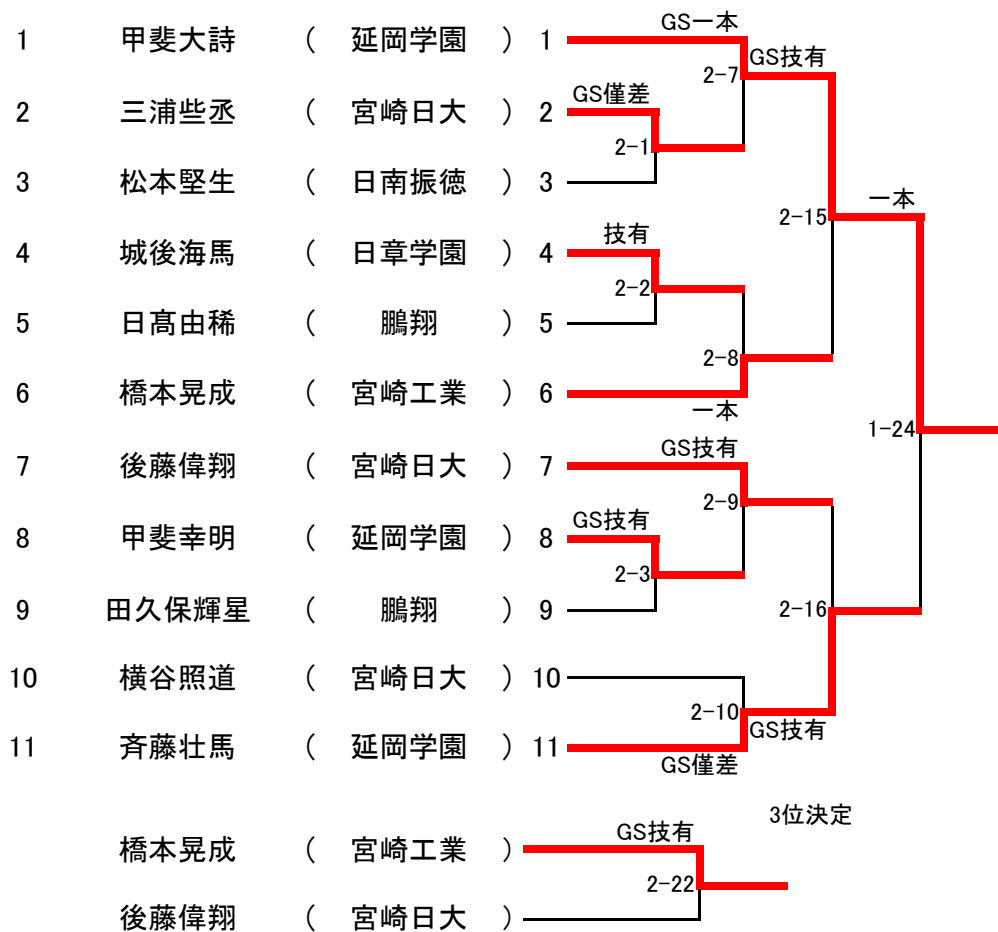 GS一本
1 甲斐大詩 ( 延岡学園 ) 1
GS技有
2-7
GS僅差
2 三浦些丞 ( 宮崎日大 ) 2
2-1
3 松本堅生 ( 日南振徳 ) 3
一本
2-15
技有
4 城後海馬 ( 日章学園 ) 4
2-2
5 日髙由稀 ( 鵬翔 ) 5
2-8
6 橋本晃成 ( 宮崎工業 ) 6
一本
1-24
GS技有
7 後藤偉翔 ( 宮崎日大 ) 7
2-9
GS技有
8 甲斐幸明 ( 延岡学園 ) 8
2-3
9 田久保輝星 ( 鵬翔 ) 9
2-16
10 横谷照道 ( 宮崎日大 ) 10
2-10
GS技有
11 斉藤壮馬 ( 延岡学園 ) 11
GS僅差
3位決定
GS技有
橋本晃成 ( 宮崎工業 )
2-22
後藤偉翔 ( 宮崎日大 )